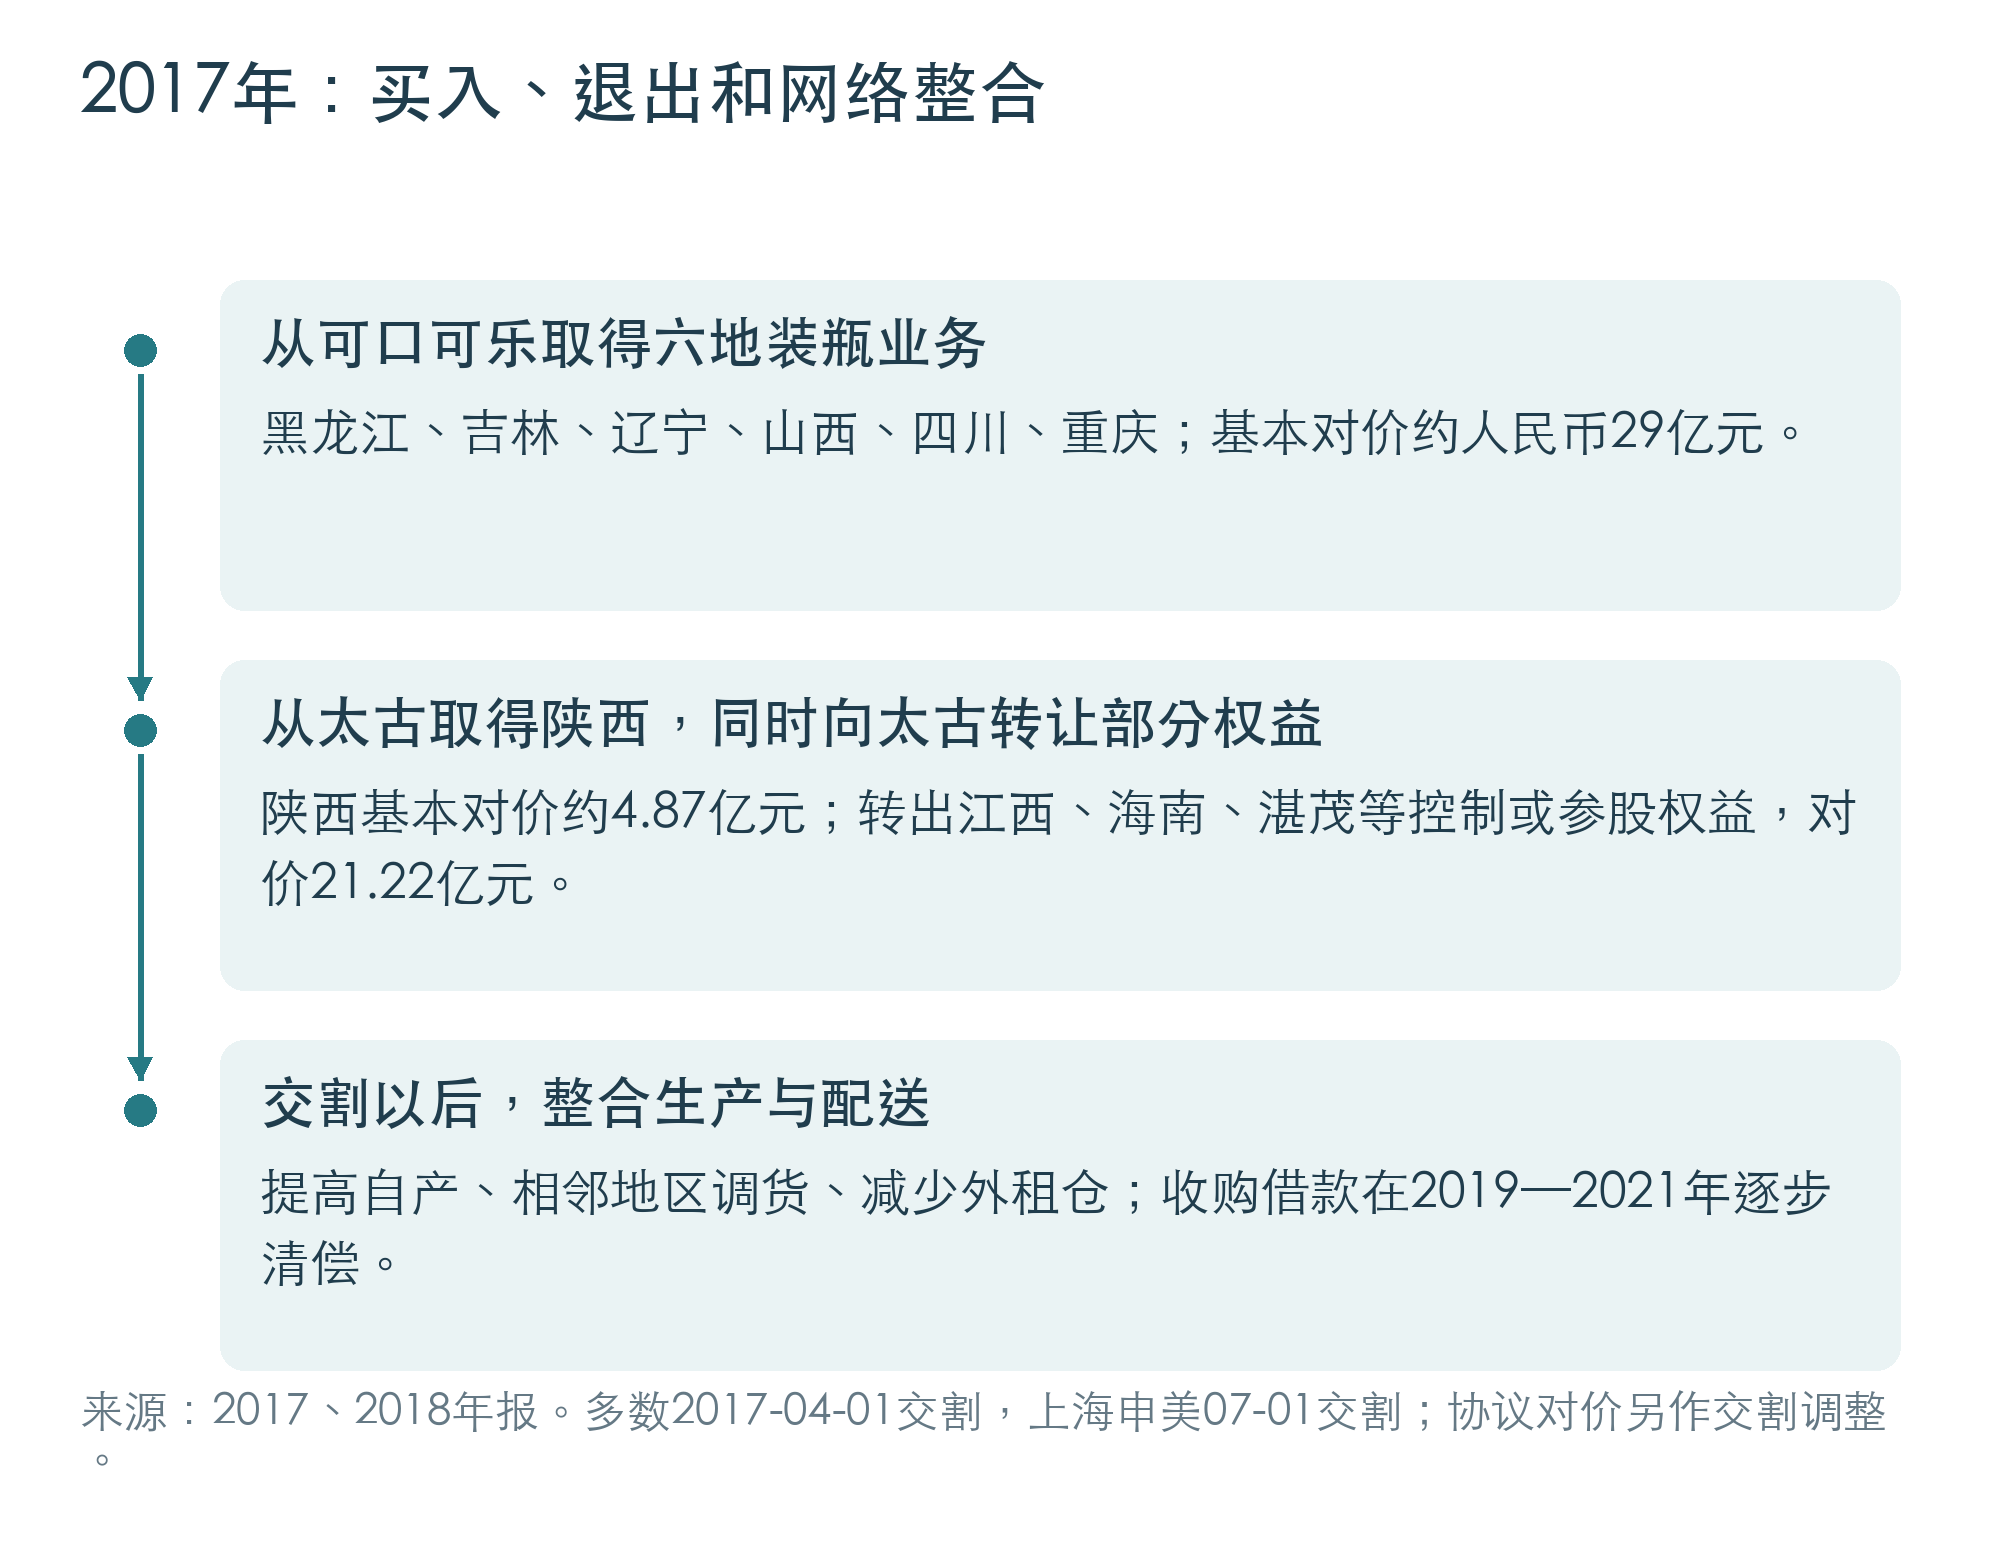 2017年：买入、退出和网络整合
从可口可乐取得六地装瓶业务
黑龙江、吉林、辽宁、山西、四川、重庆；基本对价约人民币29亿元。
从太古取得陕西，同时向太古转让部分权益
陕西基本对价约4.87亿元；转出江西、海南、湛茂等控制或参股权益，对
价21.22亿元。
交割以后，整合生产与配送
提高自产、相邻地区调货、减少外租仓；收购借款在2019—2021年逐步
清偿。
来源：2017、2018年报。多数2017-04-01交割，上海申美07-01交割；协议对价另作交割调整
。